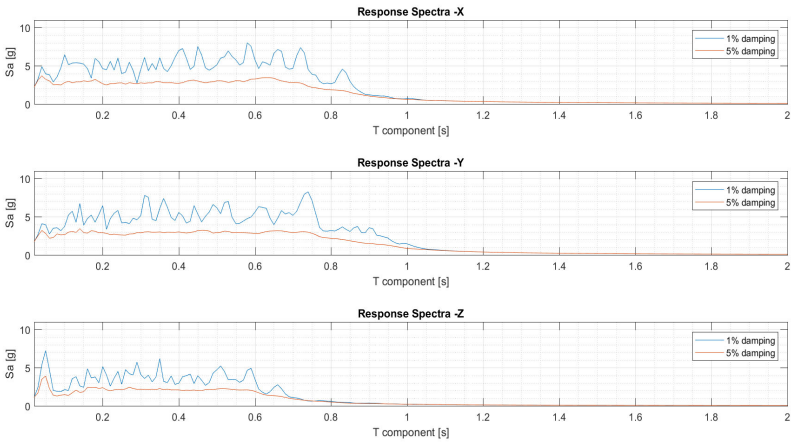 Response Spectra -X
10
5
0
Sa [g]
1% damping
5% damping
0.2 0.4 0.6 0.8 1 1.2 1.4 1.6 1.8 2
T component [s]
Response Spectra -Y
10
5
0
Sa [g]
1% damping
5% damping
0.2 0.4 0.6 0.8 1 1.2 1.4 1.6 1.8 2
T component [s]
Response Spectra -Z
10
5
0
Sa [g]
1% damping
5% damping
0.2 0.4 0.6 0.8 1 1.2 1.4 1.6 1.8 2
T component [s]